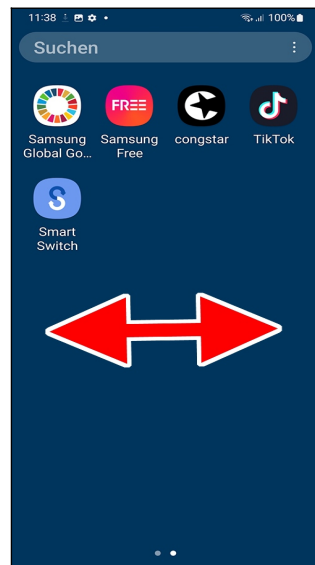 11:38
100%
Suchen
FREE
Samsung Global Go...
Samsung Free
congstar
TikTok
Smart Switch